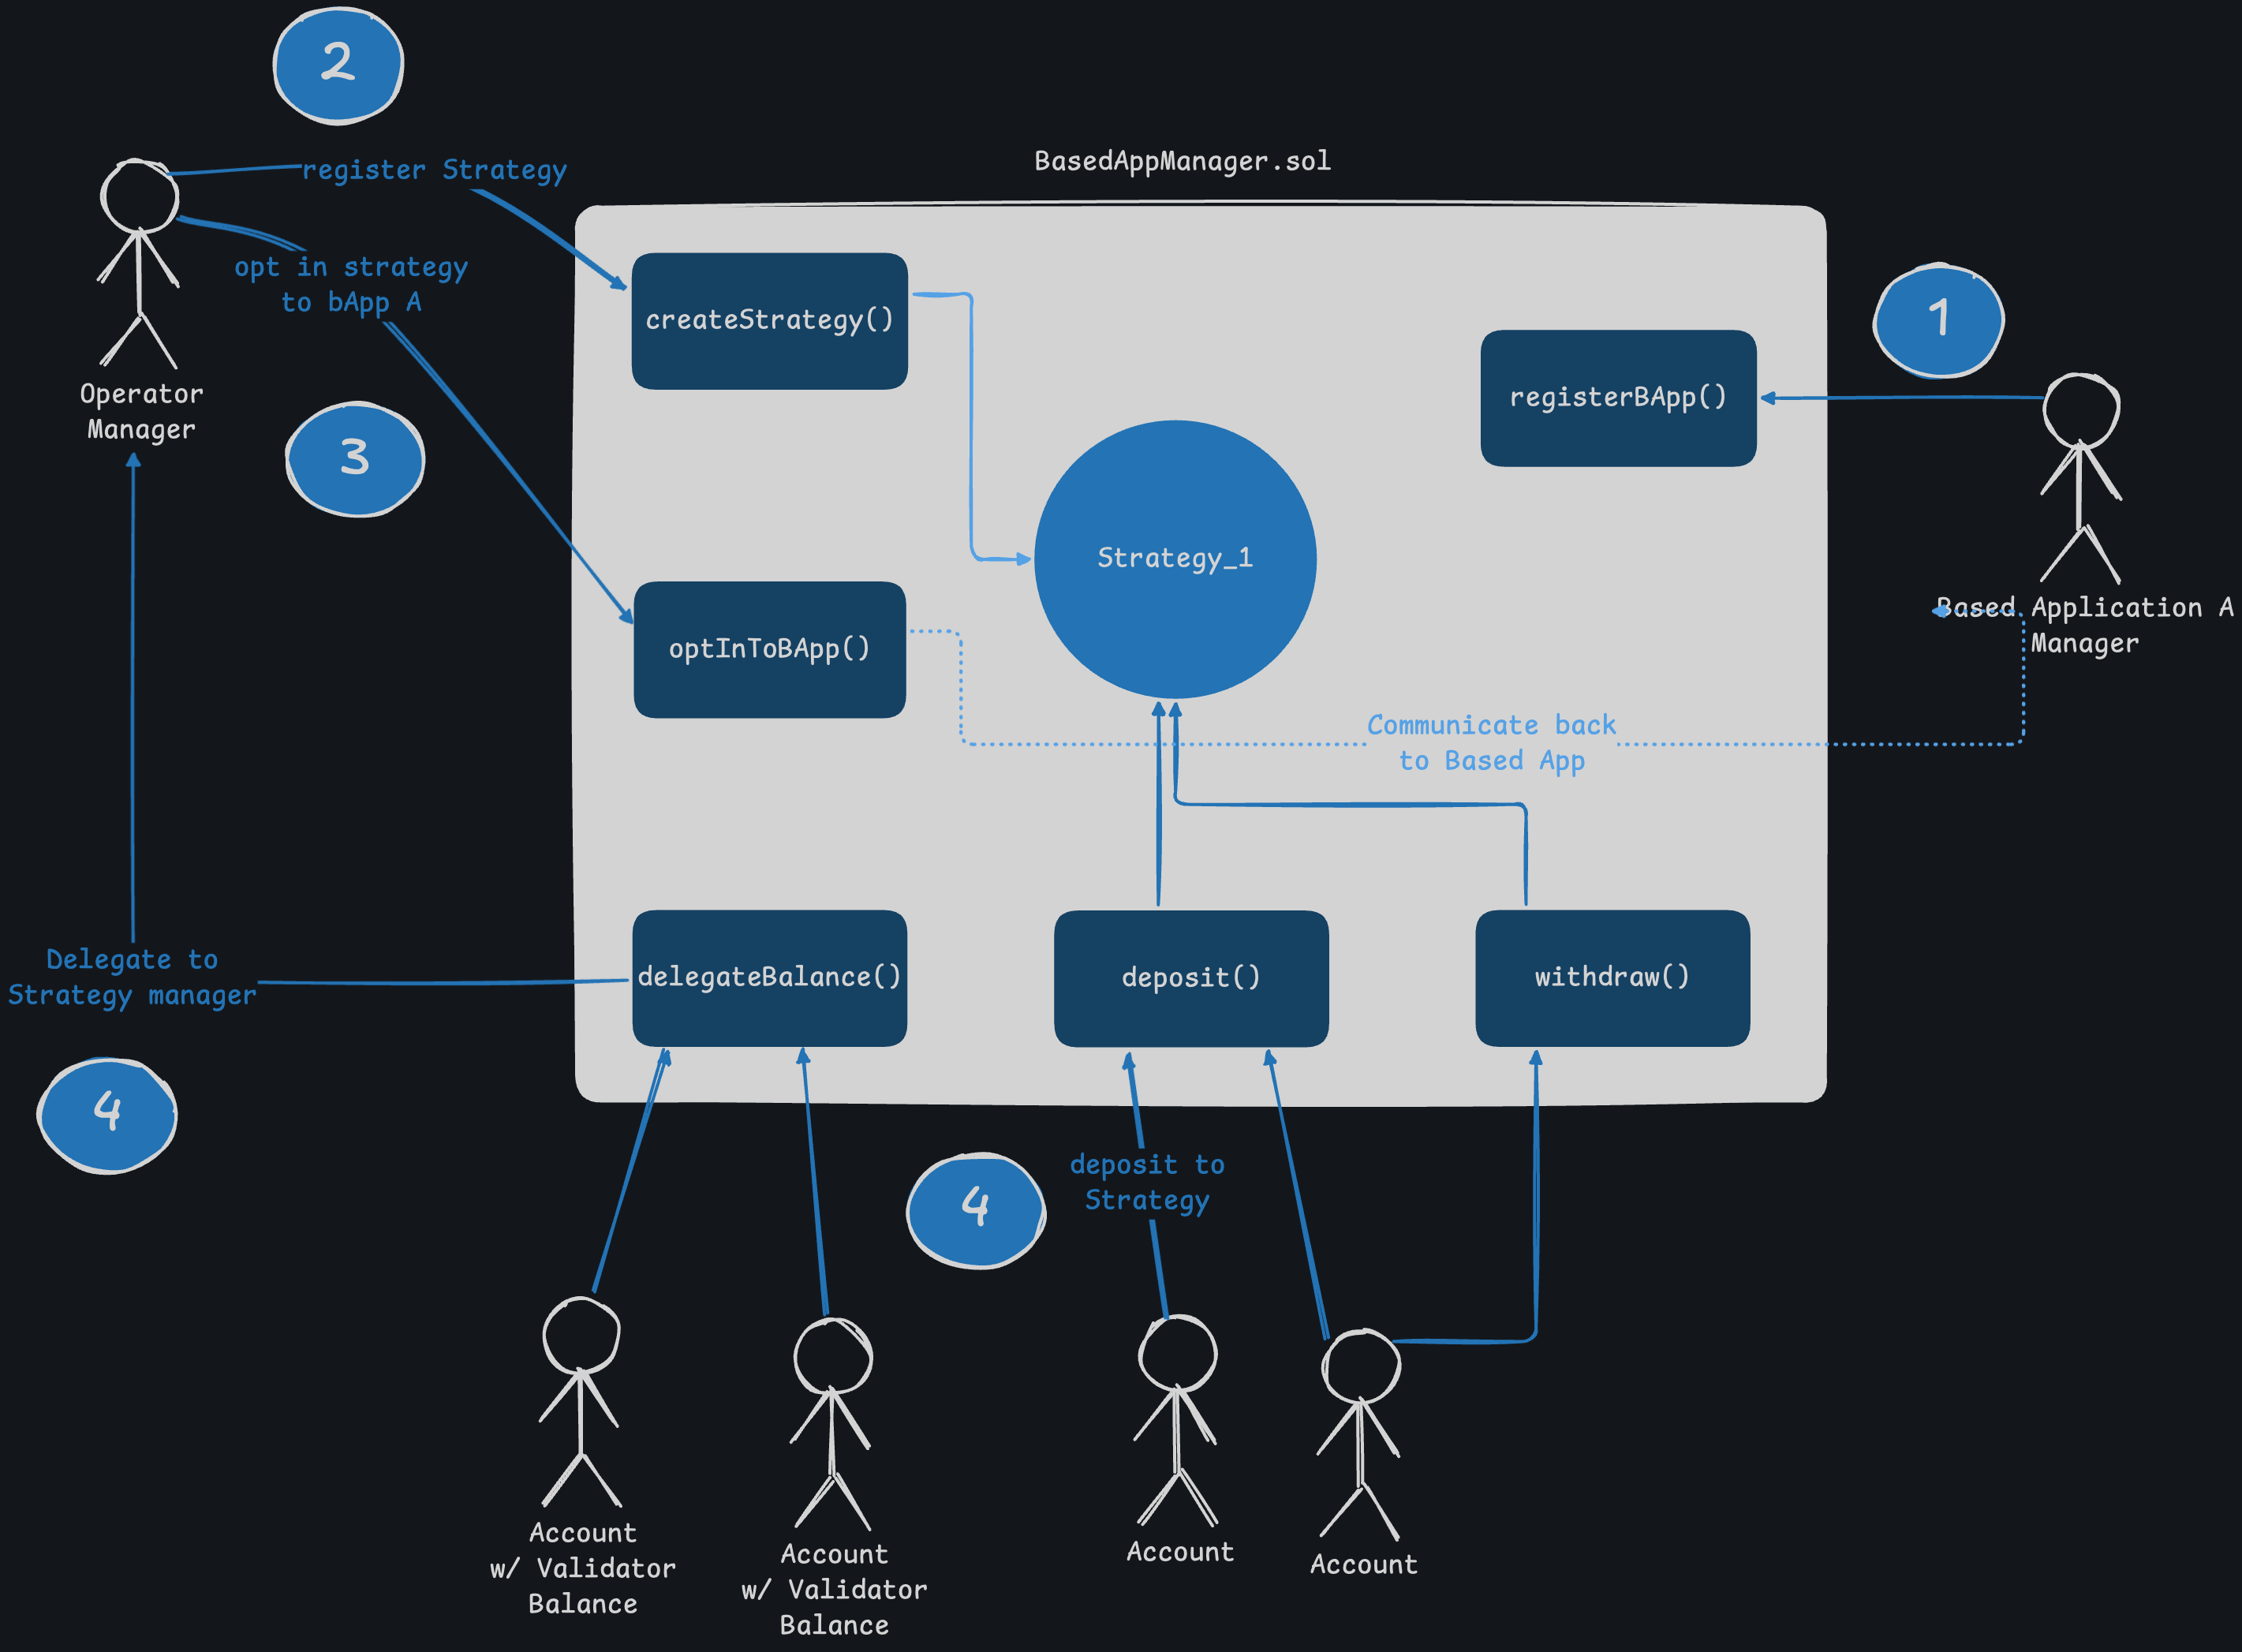 2
BasedAppManager.sol
register Strategy
opt in strategy
to bApp A
createStrategy()
1
registerBApp()
Operator
Manager
3
Strategy_1
optInToBApp()
Based Application A
Manager
Communicate back
to Based App
Delegate to
Strategy manager
delegateBalance()
deposit()
withdraw()
4
4
deposit to
Strategy
Account
w/ Validator
Balance
Account
w/ Validator
Balance
Account
Account